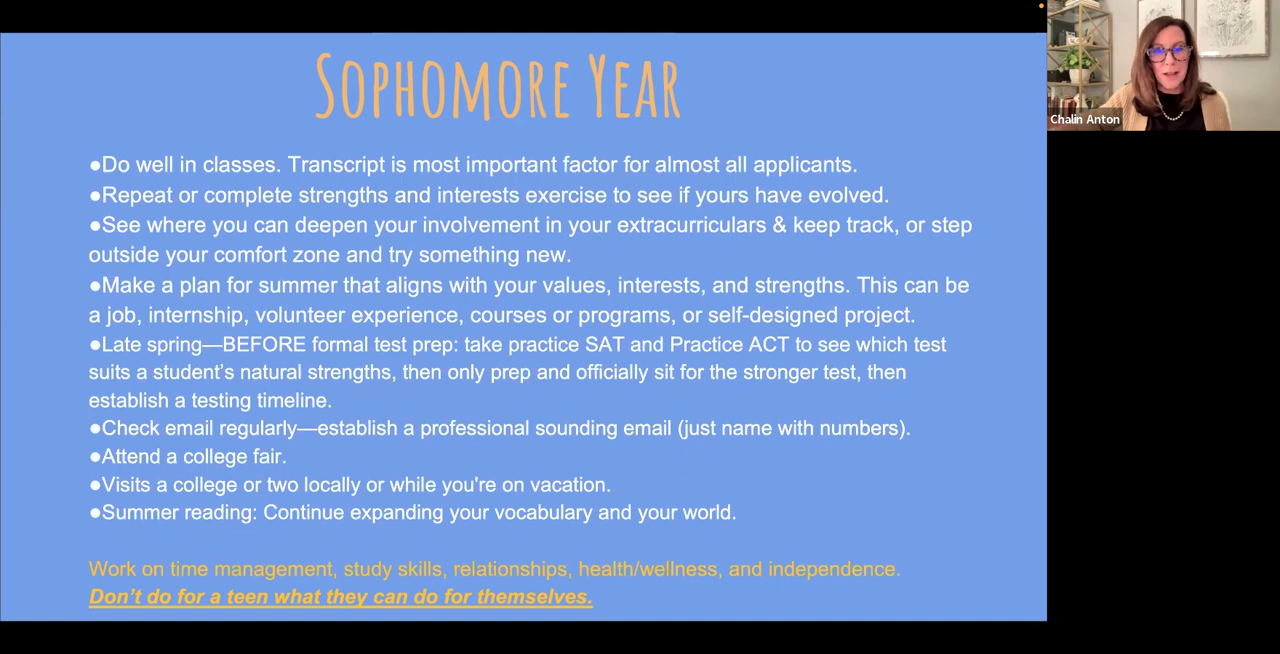 Sophomore Year
●Do well in classes. Transcript is most important factor for almost all applicants.
●Repeat or complete strengths and interests exercise to see if yours have evolved.
●See where you can deepen your involvement in your extracurriculars & keep track, or step
outside your comfort zone and try something new.
●Make a plan for summer that aligns with your values, interests, and strengths. This can be
a job, internship, volunteer experience, courses or programs, or self-designed project.
●Late spring—BEFORE formal test prep: take practice SAT and Practice ACT to see which test
suits a student’s natural strengths, then only prep and officially sit for the stronger test, then
establish a testing timeline.
●Check email regularly—establish a professional sounding email (just name with numbers).
●Attend a college fair.
●Visits a college or two locally or while you're on vacation.
●Summer reading: Continue expanding your vocabulary and your world.
Work on time management, study skills, relationships, health/wellness, and independence.
Don’t do for a teen what they can do for themselves.
Chalin Anton